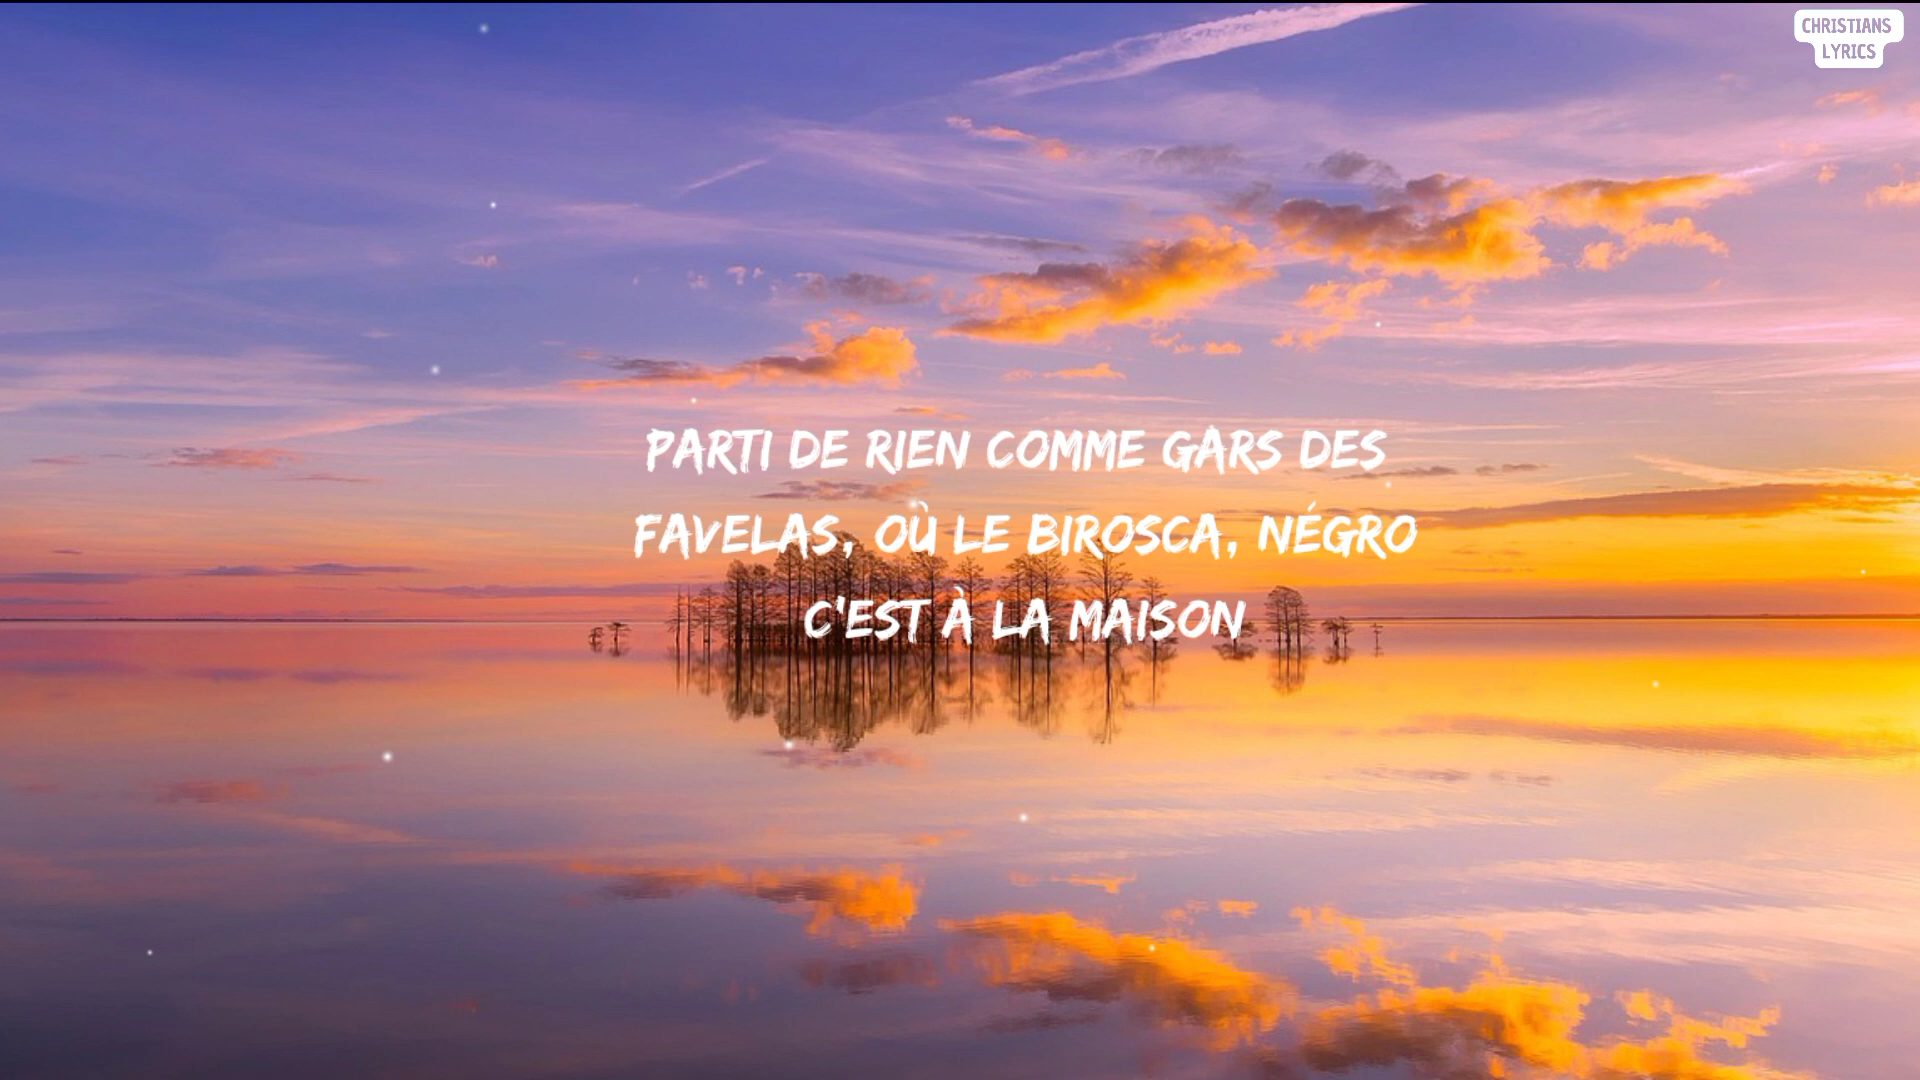 CHRISTIANS
LYRICS
PARTI DE RIEN COMME GARS DES
FAVELAS, OÙ LE BIROSCA, NÉGRO
C'EST À LA MAISON